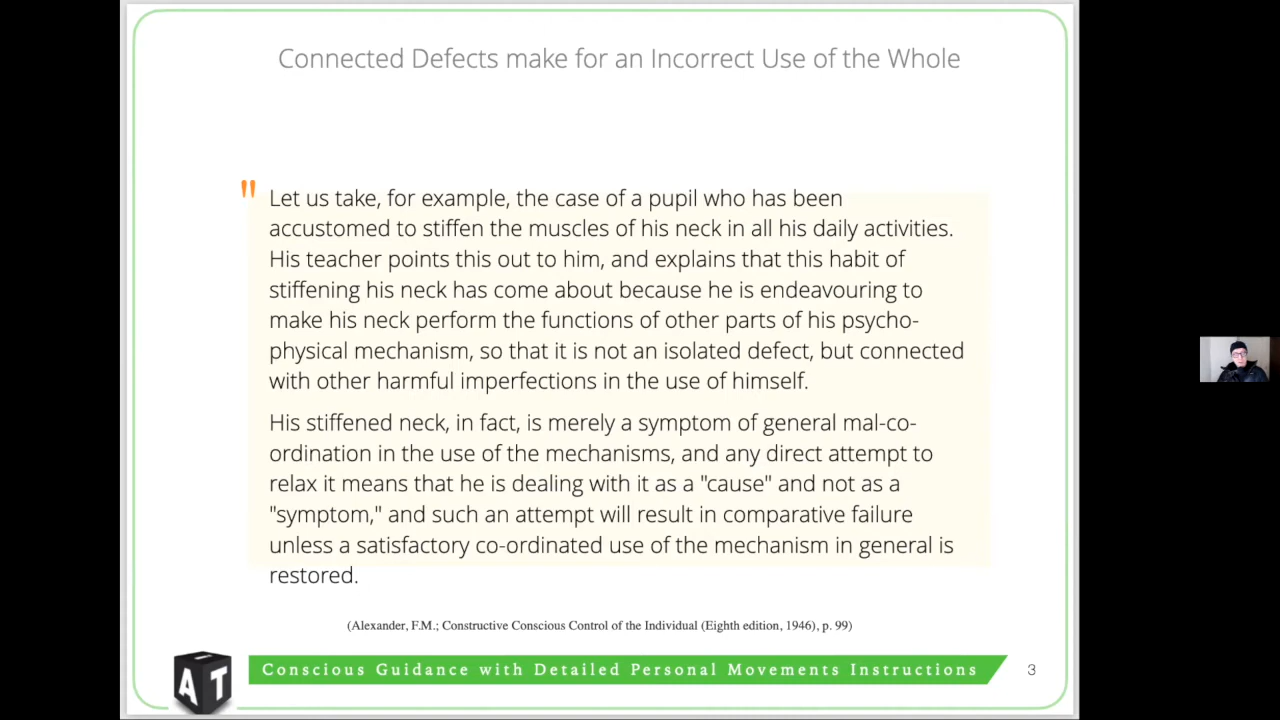 Connected Defects make for an Incorrect Use of the Whole
" Let us take, for example, the case of a pupil who has been
accustomed to stiffen the muscles of his neck in all his daily activities.
His teacher points this out to him, and explains that this habit of
stiffening his neck has come about because he is endeavouring to
make his neck perform the functions of other parts of his psycho-
physical mechanism, so that it is not an isolated defect, but connected
with other harmful imperfections in the use of himself.
His stiffened neck, in fact, is merely a symptom of general mal-co-
ordination in the use of the mechanisms, and any direct attempt to
relax it means that he is dealing with it as a "cause" and not as a
"symptom," and such an attempt will result in comparative failure
unless a satisfactory co-ordinated use of the mechanism in general is
restored.
(Alexander, F.M.; Constructive Conscious Control of the Individual (Eighth edition, 1946), p. 99)
AT
Conscious Guidance with Detailed Personal Movements Instructions
3